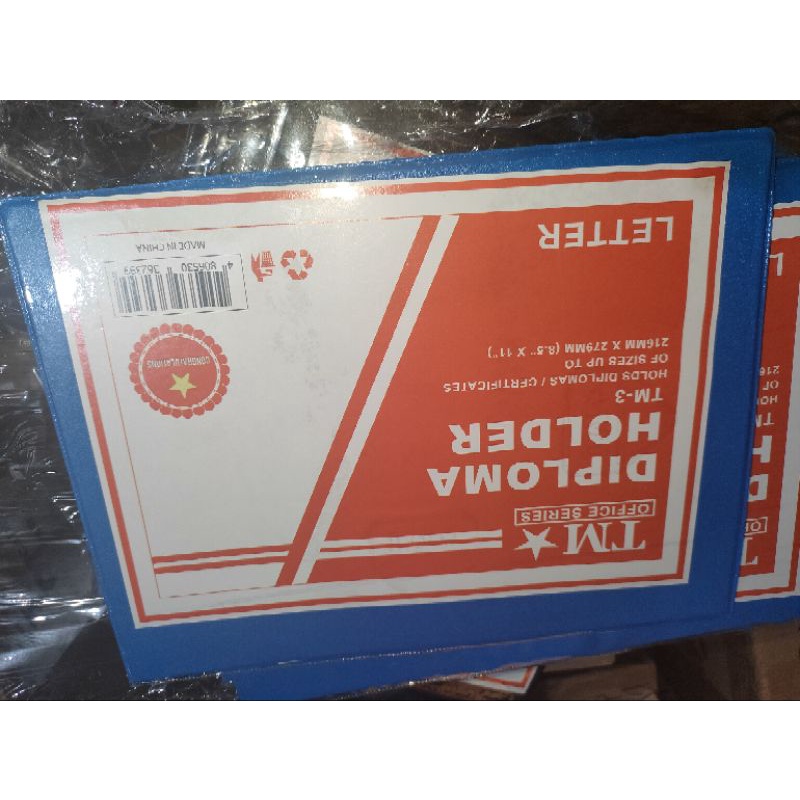 TM★
OFFICE SERIES
DIPLOMA
HOLDER
TM-3
HOLDS DIPLOMAS / CERTIFICATES
OF SIZES UP TO
216MM X 279MM (8.5" X 11")
LETTER
CONGRATULATIONS
MADE IN CHINA